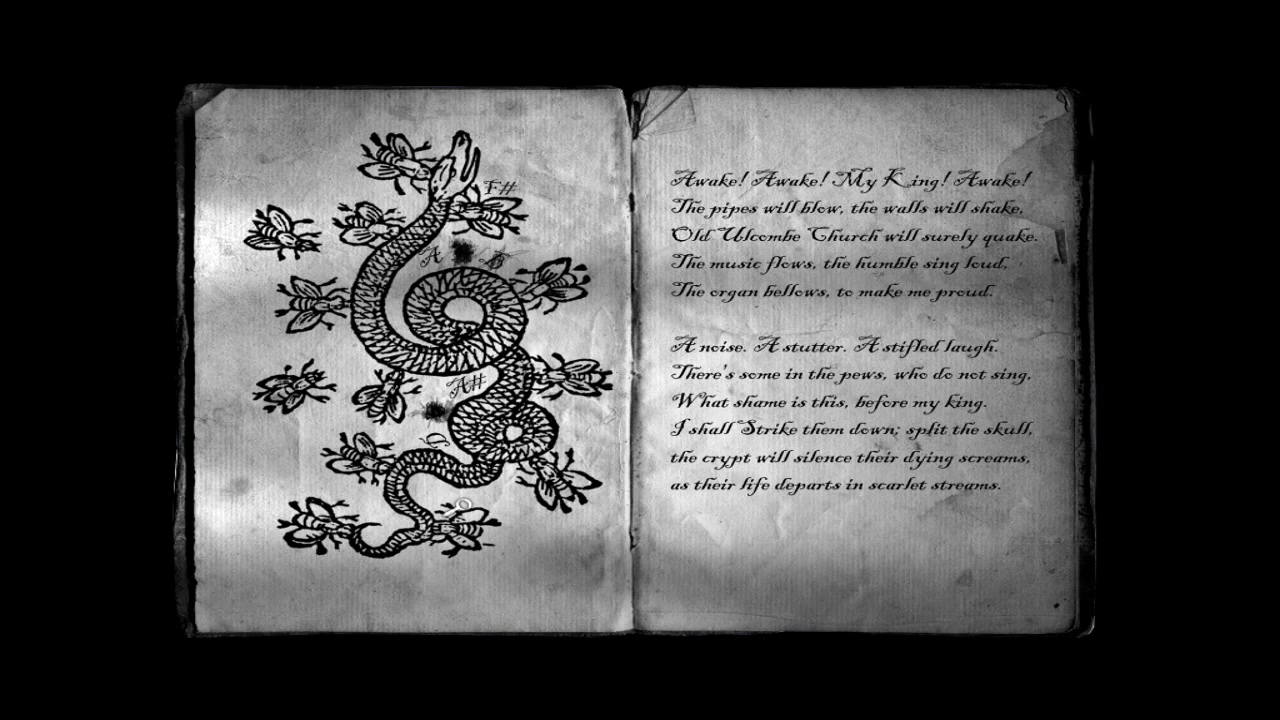 F#
A
A#
G
Awake! Awake! My King! Awake!
The pipes will blow, the walls will shake.
Old Ulcombe Church will surely quake.
The music flows, the humble sing loud,
The organ bellows, to make me proud.
A noise. A stutter. A stifled laugh.
There's some in the pews, who do not sing,
What shame is this, before my king.
I shall Strike them down; split the skull,
the crypt will silence their dying screams,
as their life departs in scarlet streams.